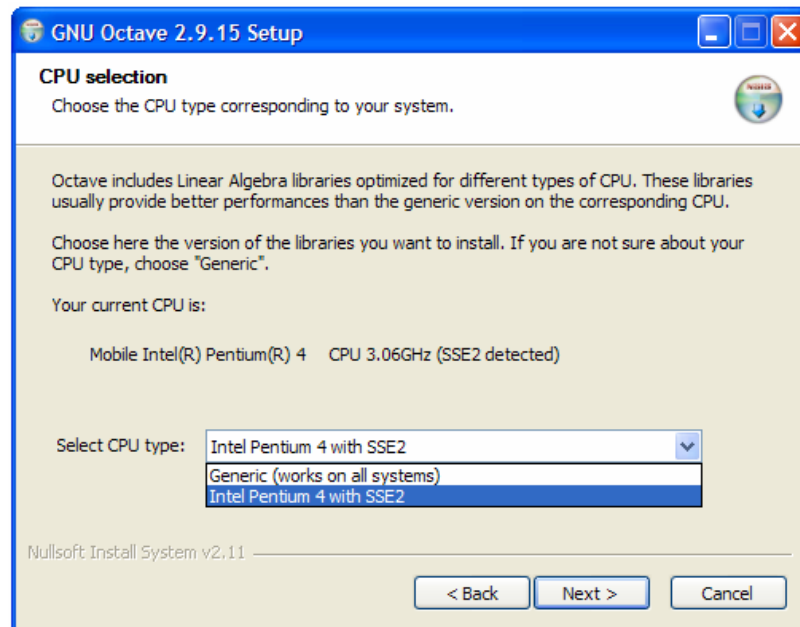 GNU Octave 2.9.15 Setup
CPU selection
Choose the CPU type corresponding to your system.
Octave includes Linear Algebra libraries optimized for different types of CPU. These libraries
usually provide better performances than the generic version on the corresponding CPU.
Choose here the version of the libraries you want to install. If you are not sure about your
CPU type, choose "Generic".
Your current CPU is:
Mobile Intel(R) Pentium(R) 4 CPU 3.06GHz (SSE2 detected)
Select CPU type: Intel Pentium 4 with SSE2
Generic (works on all systems)
Intel Pentium 4 with SSE2
Nullsoft Install System v2.11
< Back Next > Cancel